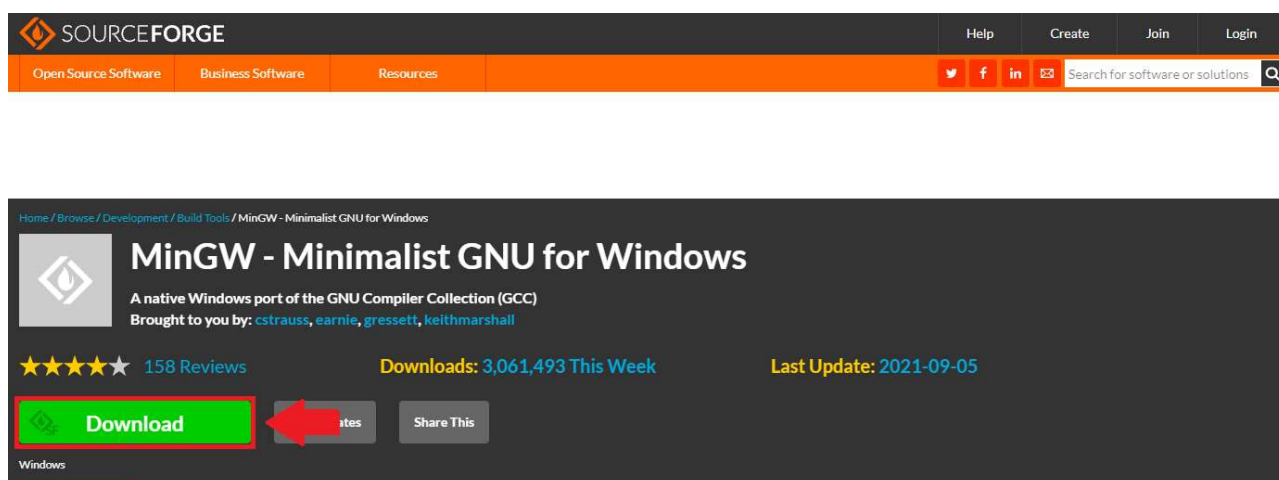 SOURCEFORGE Help Create Join Login
Open Source Software Business Software Resources Search for software or solutions
Home / Browse / Development / Build Tools / MinGW - Minimalist GNU for Windows
MinGW - Minimalist GNU for Windows
A native Windows port of the GNU Compiler Collection (GCC)
Brought to you by: cstrauss, earnie, gressett, keithmarshall
158 Reviews Downloads: 3,061,493 This Week Last Update: 2021-09-05
Download Share This
Windows